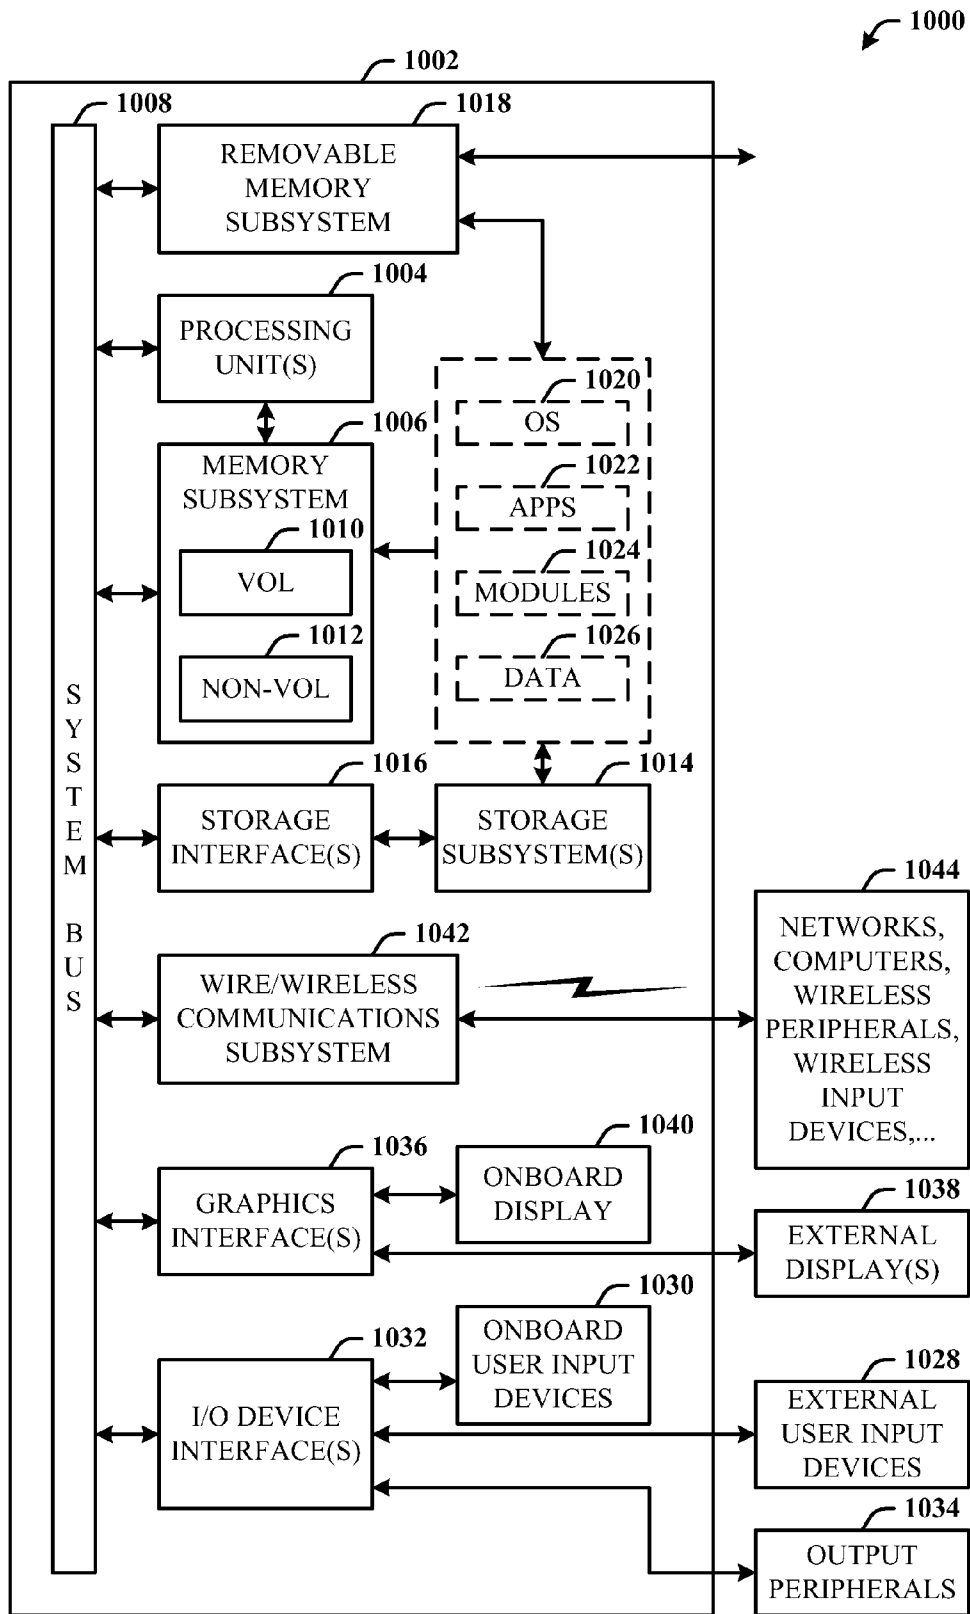 1000
1002
1008
1018
REMOVABLE
MEMORY
SUBSYSTEM
1004
PROCESSING
UNIT(S)
1006
MEMORY
SUBSYSTEM
1010
VOL
1012
NON-VOL
1020
OS
1022
APPS
1024
MODULES
1026
DATA
SYSTEM BUS
1016
STORAGE
INTERFACE(S)
1014
STORAGE
SUBSYSTEM(S)
1042
WIRE/WIRELESS
COMMUNICATIONS
SUBSYSTEM
1044
NETWORKS,
COMPUTERS,
WIRELESS
PERIPHERALS,
WIRELESS
INPUT
DEVICES,...
1036
GRAPHICS
INTERFACE(S)
1040
ONBOARD
DISPLAY
1038
EXTERNAL
DISPLAY(S)
1032
I/O DEVICE
INTERFACE(S)
1030
ONBOARD
USER INPUT
DEVICES
1028
EXTERNAL
USER INPUT
DEVICES
1034
OUTPUT
PERIPHERALS